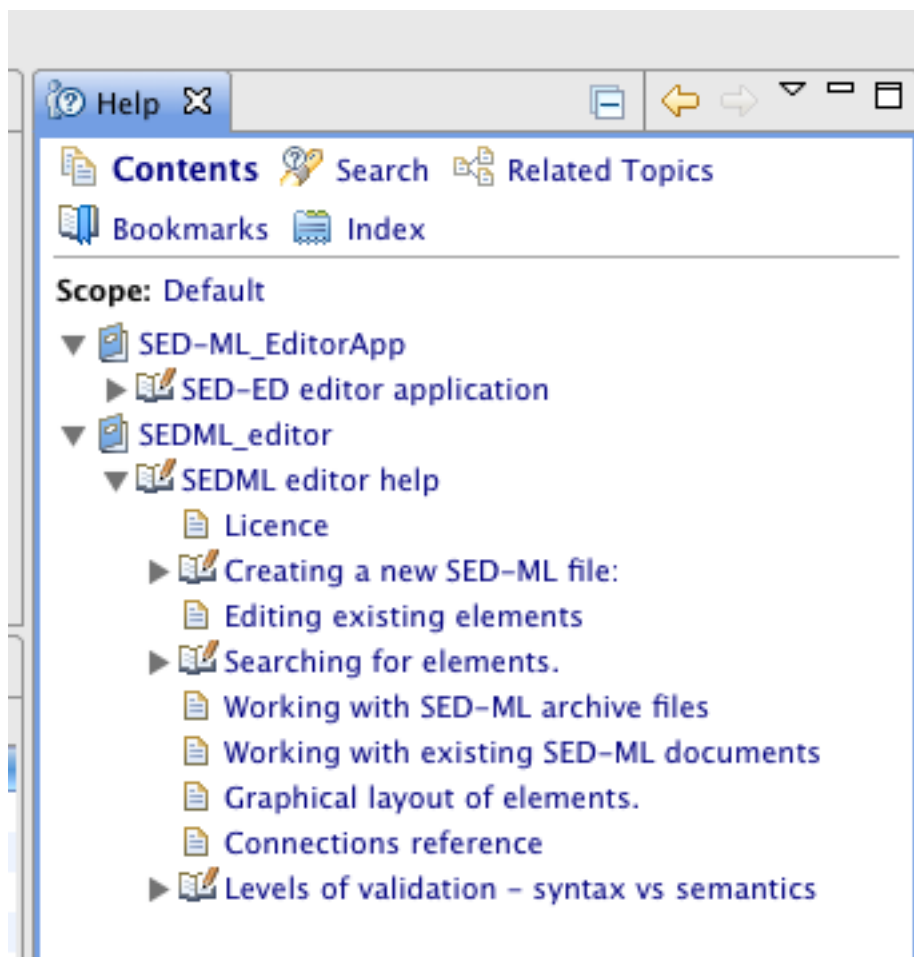 Help
Contents Search Related Topics
Bookmarks Index
Scope: Default
SED-ML_EditorApp
SED-ED editor application
SEDML_editor
SEDML editor help
Licence
Creating a new SED-ML file:
Editing existing elements
Searching for elements.
Working with SED-ML archive files
Working with existing SED-ML documents
Graphical layout of elements.
Connections reference
Levels of validation - syntax vs semantics